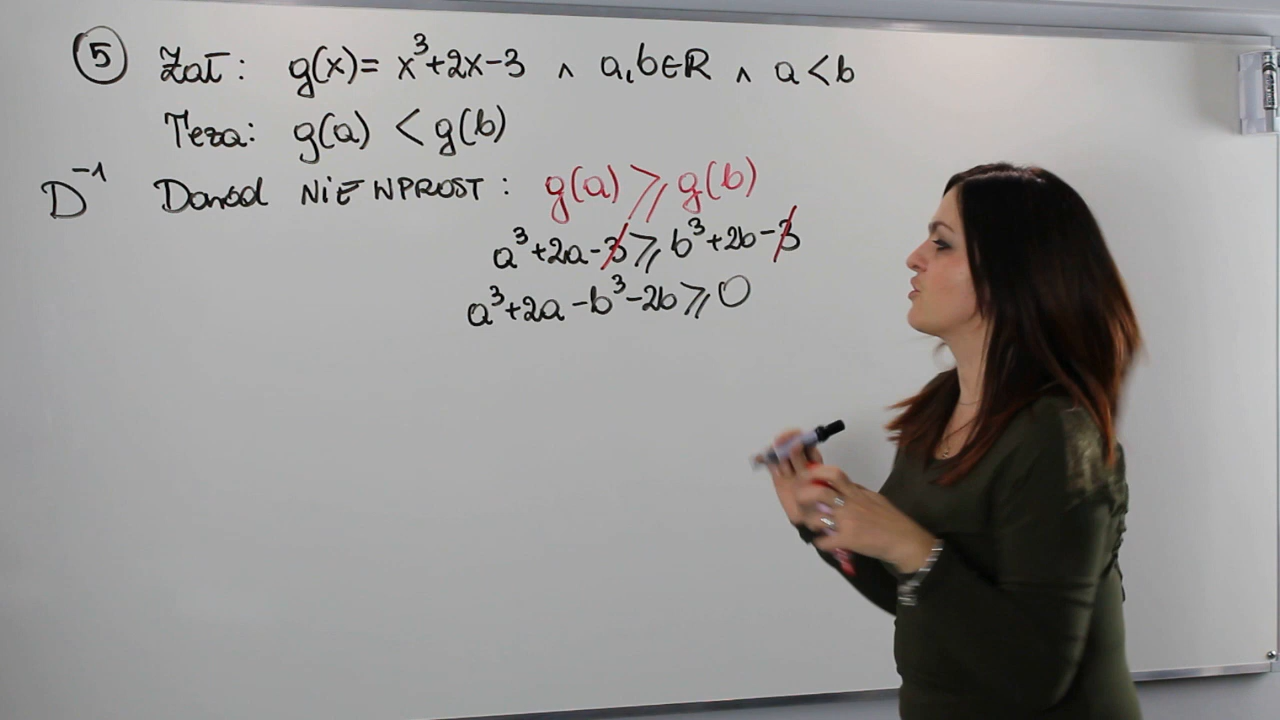 ⑤ Zał: g(x)= x³+2x-3 ∧ a,b∈R ∧ a<b
Teza: g(a) < g(b)
D⁻¹ Dowód NIE WPROST: g(a) ⩾ g(b)
a³+2a-3 ⩾ b³+2b-3
a³+2a-b³-2b ⩾ 0